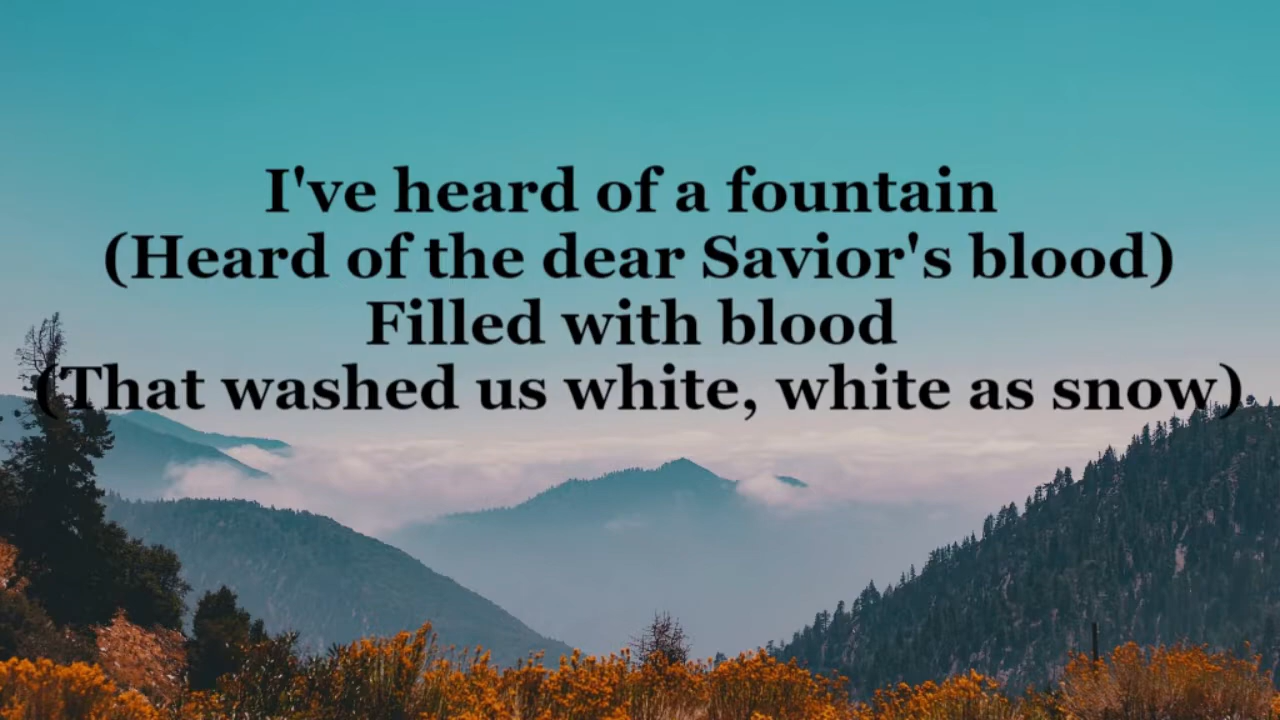 I've heard of a fountain
(Heard of the dear Savior's blood)
Filled with blood
(That washed us white, white as snow)